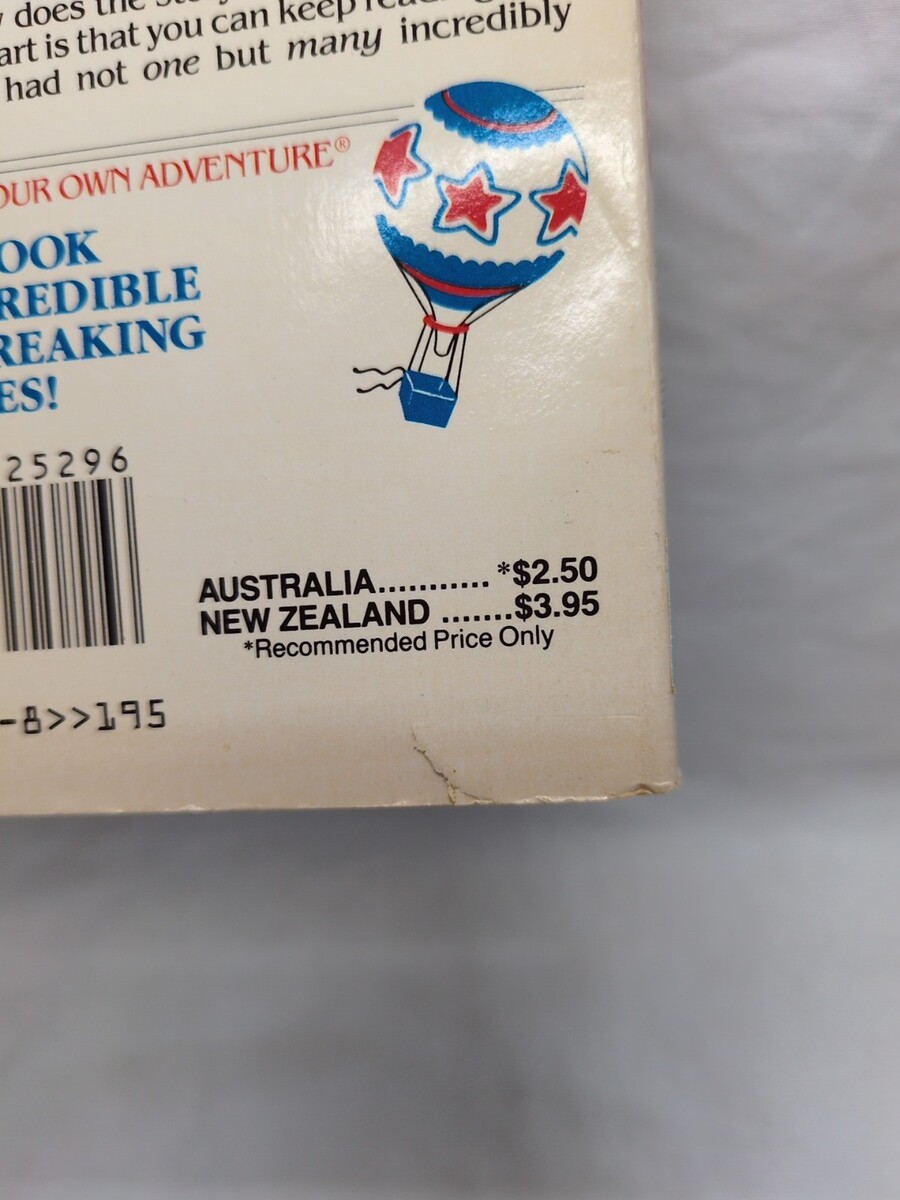 does the
art is that you can keep
had not one but many incredibly
OUR OWN ADVENTURE®
OOK
REDIBLE
REAKING
ES!
25296
AUSTRALIA........... *$2.50
NEW ZEALAND .......$3.95
*Recommended Price Only
-8>>195